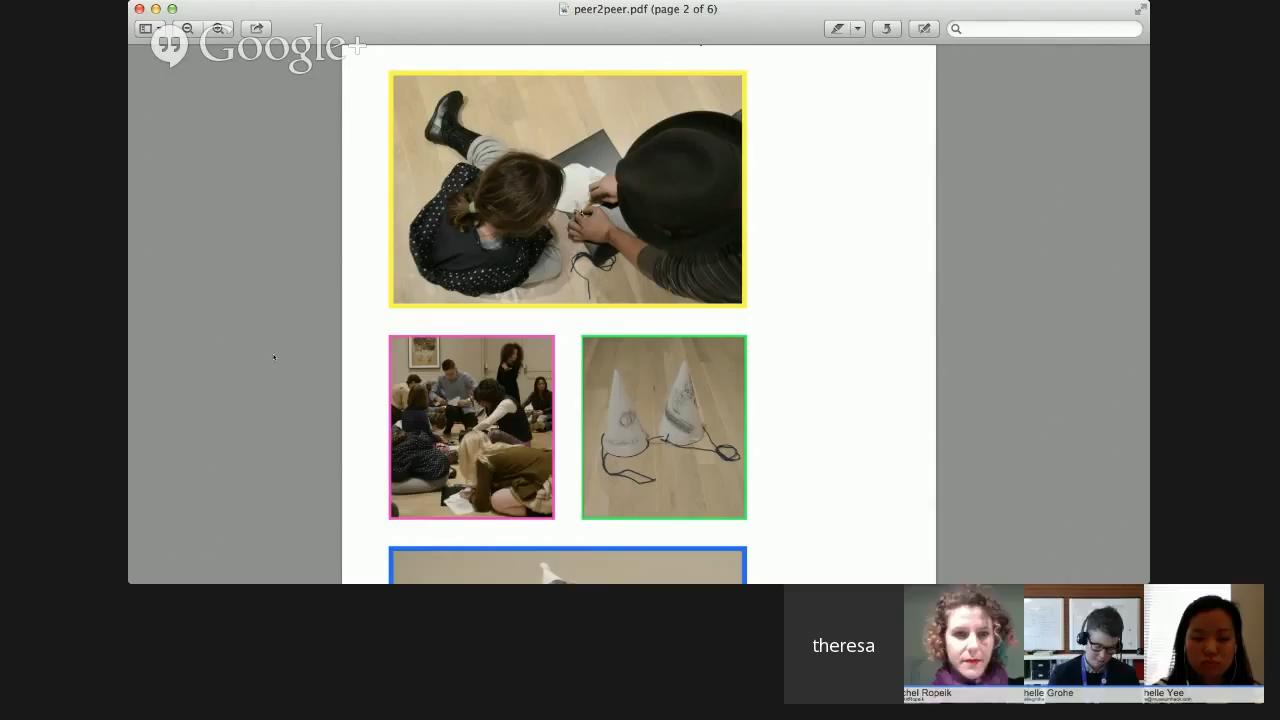 peer2peer.pdf (page 2 of 6)
Google+
theresa
chel Ropeik
helle Grohe
helle Yee